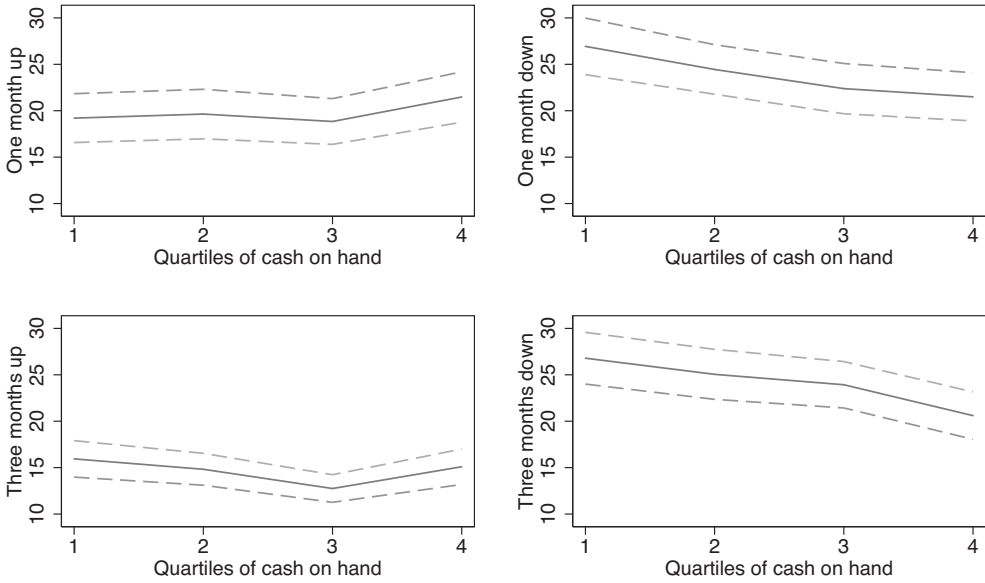 One month up
30
25
20
15
10
1 2 3 4
Quartiles of cash on hand
One month down
30
25
20
15
10
1 2 3 4
Quartiles of cash on hand
Three months up
30
25
20
15
10
1 2 3 4
Quartiles of cash on hand
Three months down
30
25
20
15
10
1 2 3 4
Quartiles of cash on hand